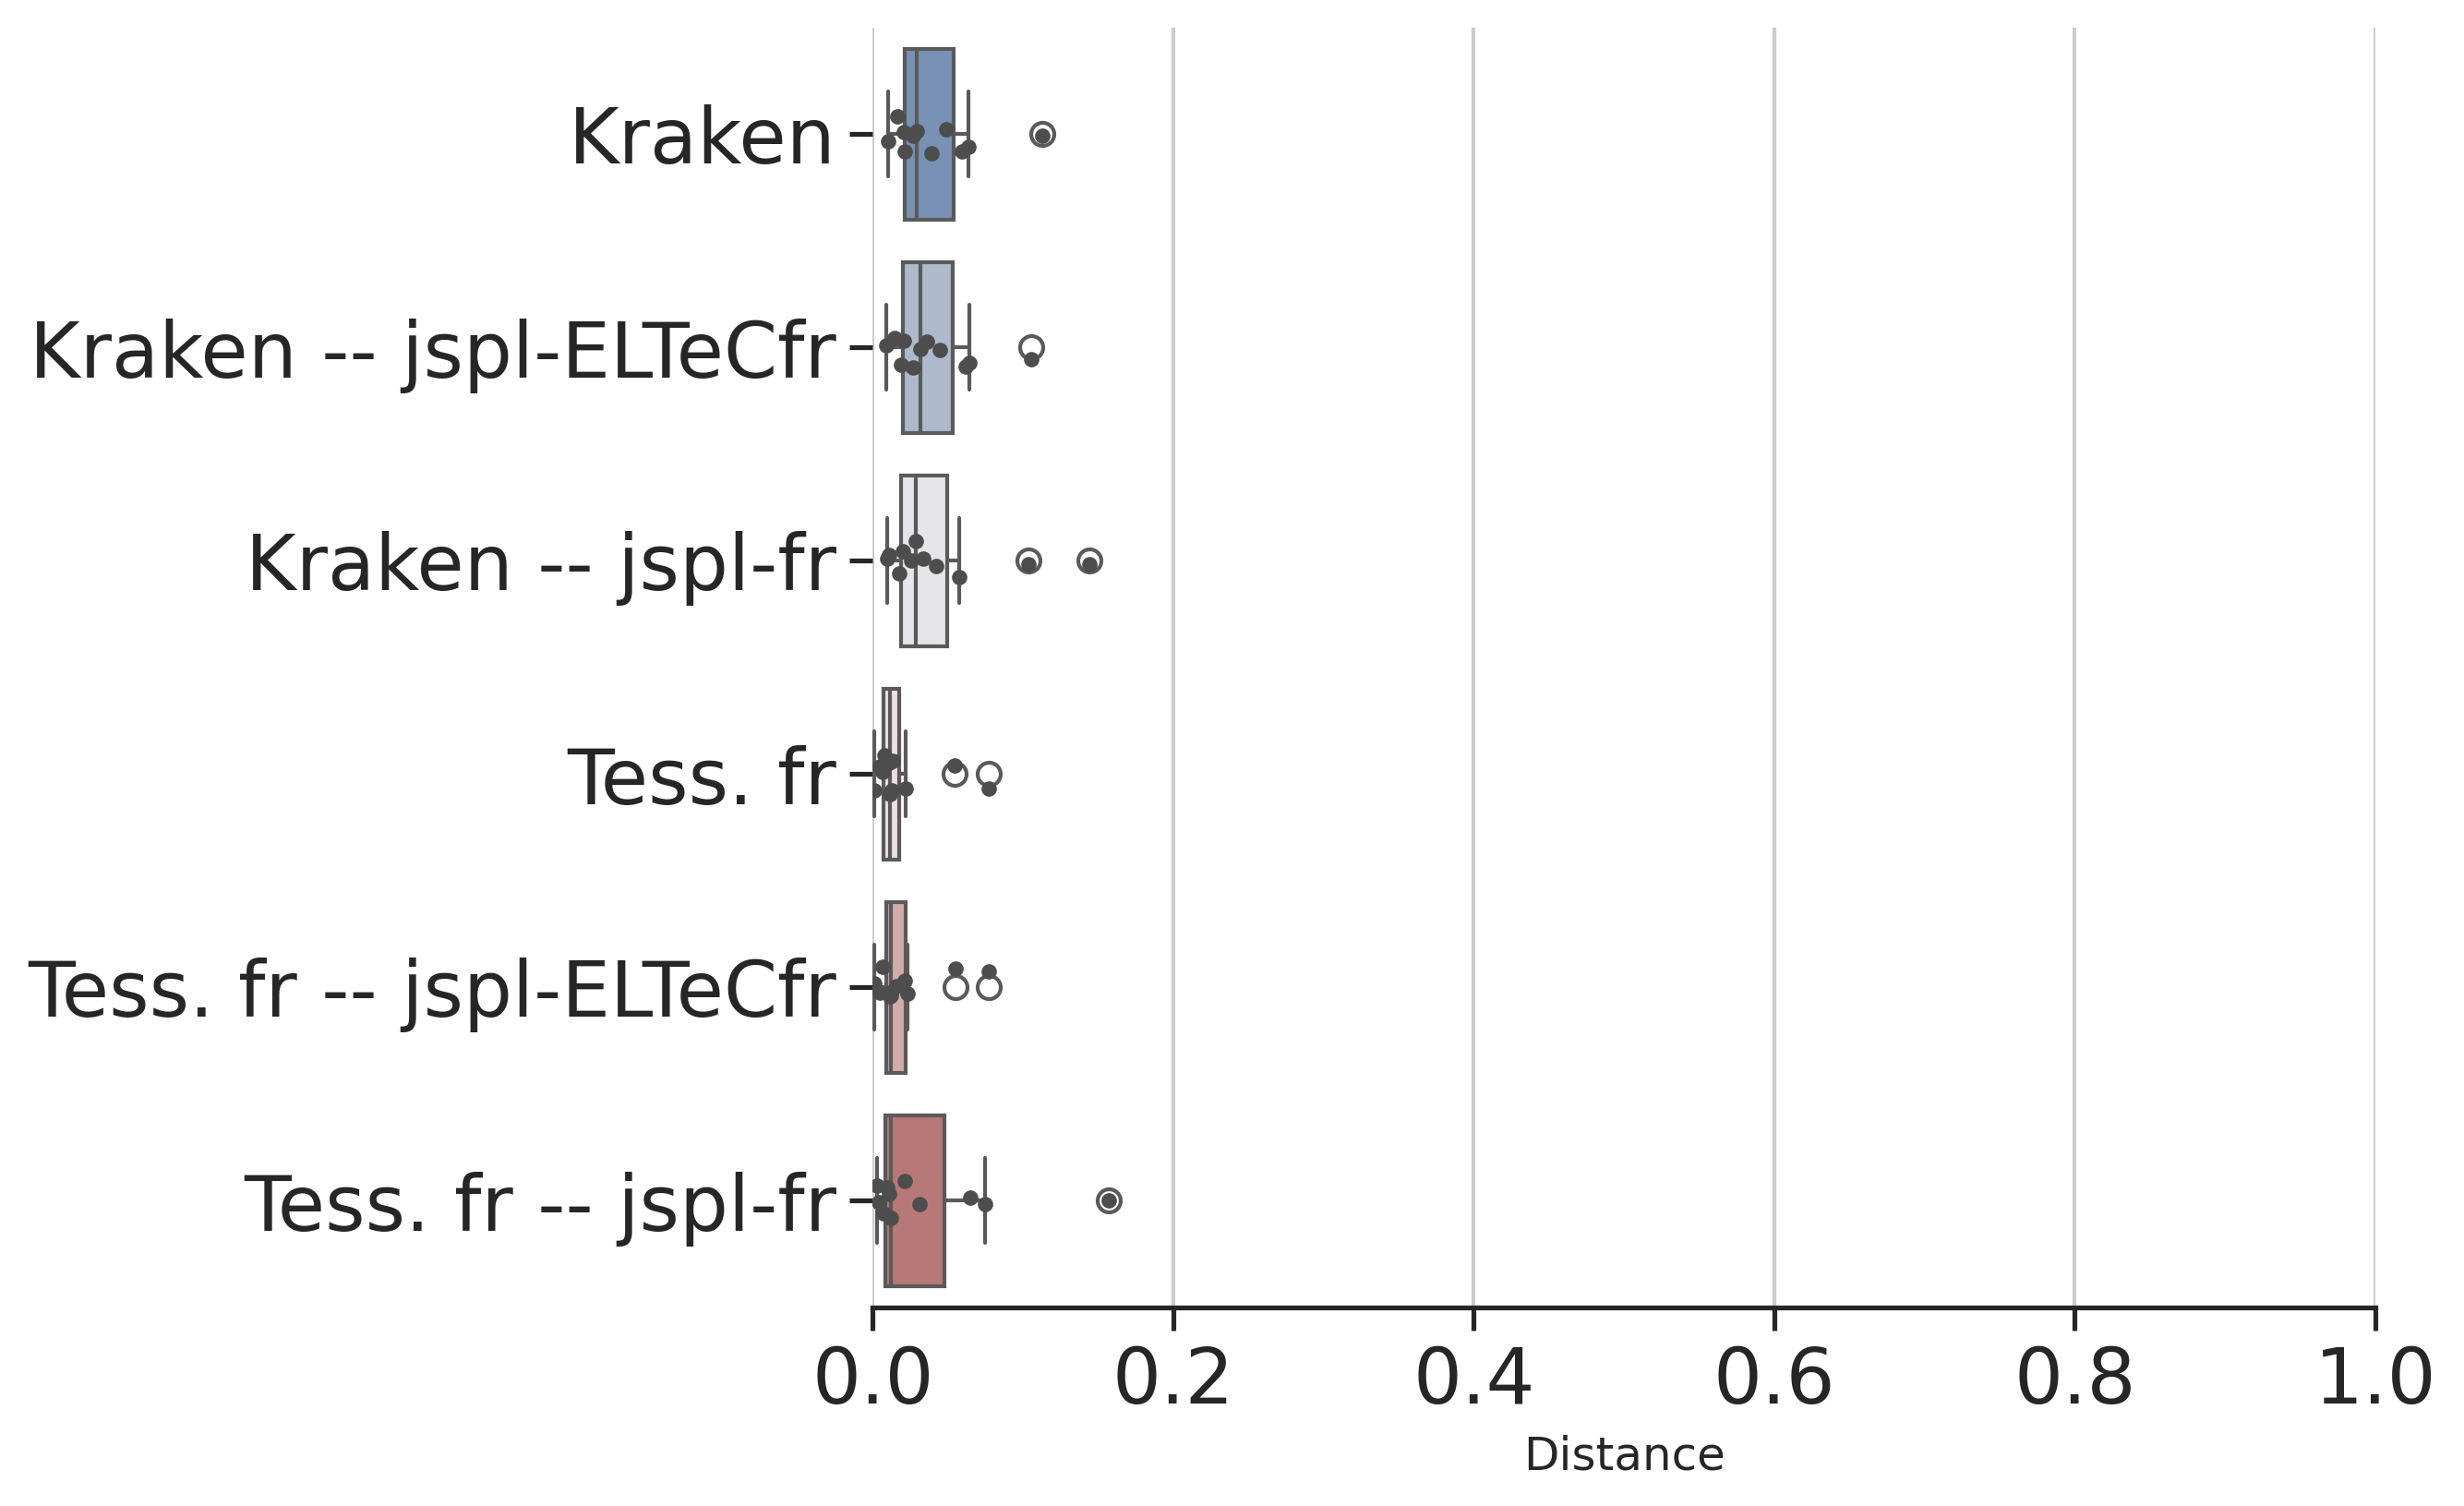 Kraken
Kraken -- jspl-ELTeCfr
Kraken -- jspl-fr
Tess. fr
Tess. fr -- jspl-ELTeCfr
Tess. fr -- jspl-fr
0.0 0.2 0.4 0.6 0.8 1.0
Distance